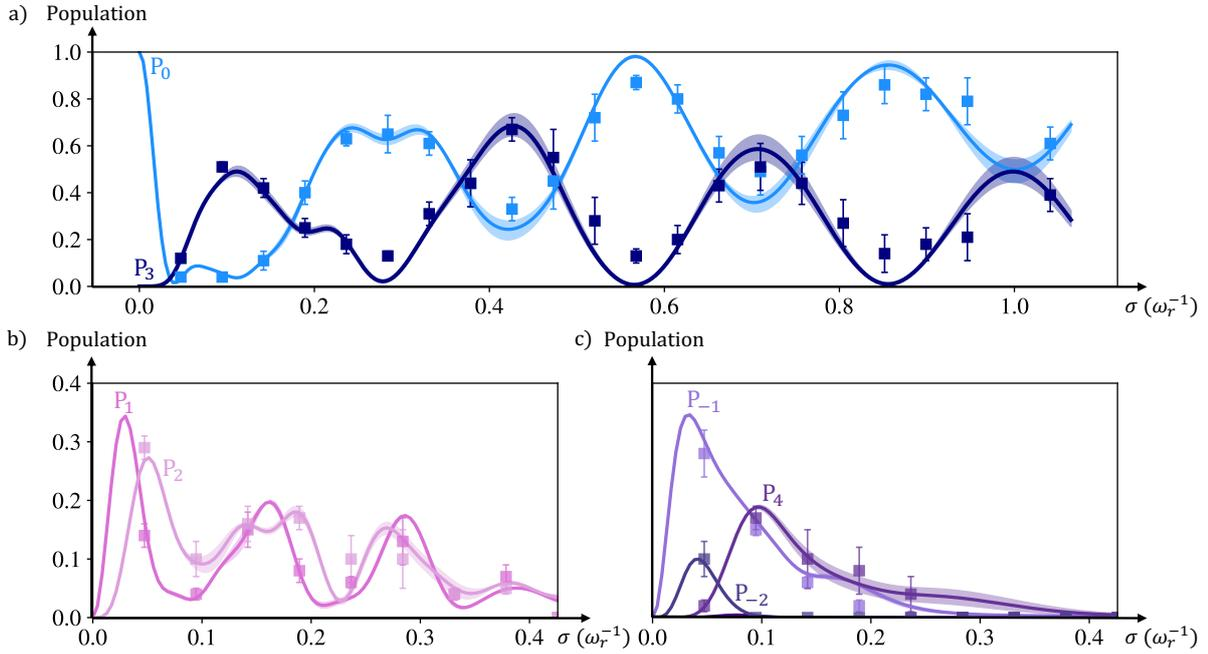 a) Population
1.0
P₀
0.8
0.6
0.4
0.2
P₃
0.0
0.0 0.2 0.4 0.6 0.8 1.0 σ (ωᵣ⁻¹)
b) Population
0.4
P₁
0.3
P₂
0.2
0.1
0.0
0.0 0.1 0.2 0.3 0.4 σ (ωᵣ⁻¹)
c) Population
P₋₁
P₄
P₋₂
0.0 0.1 0.2 0.3 0.4 σ (ωᵣ⁻¹)